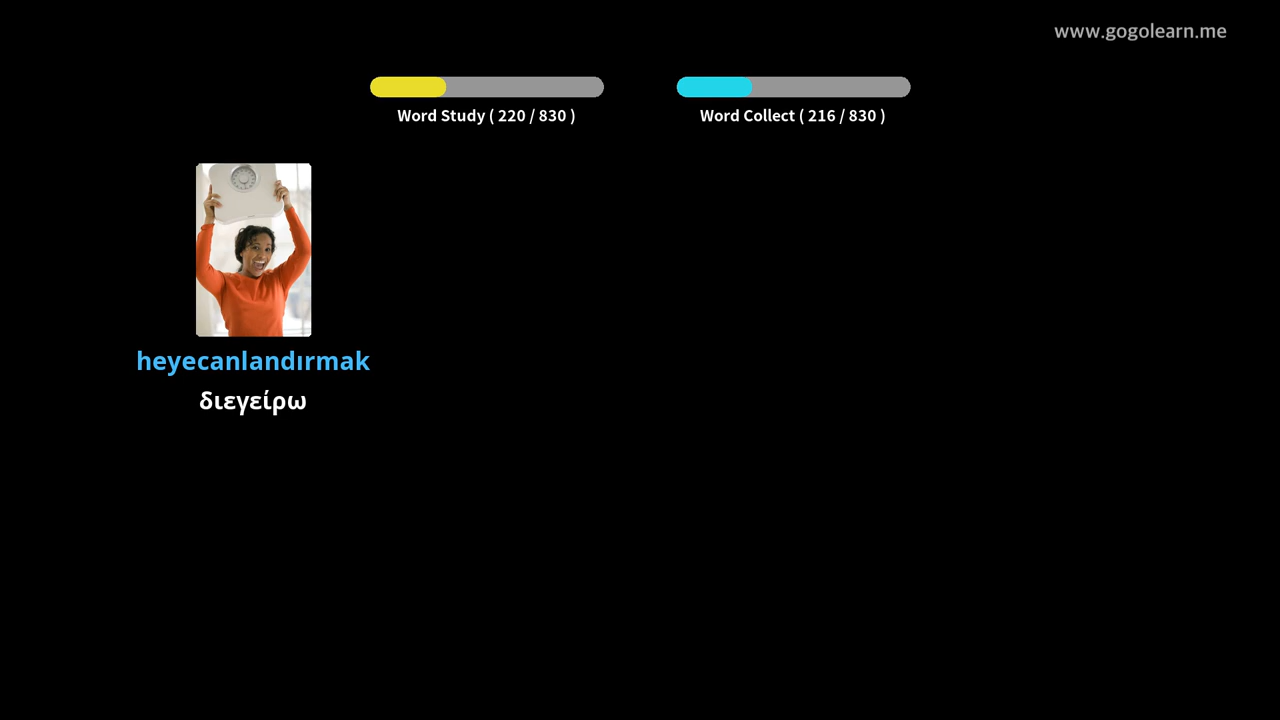 www.gogolearn.me
Word Study ( 220 / 830 )
Word Collect ( 216 / 830 )
heyecanlandırmak
διεγείρω